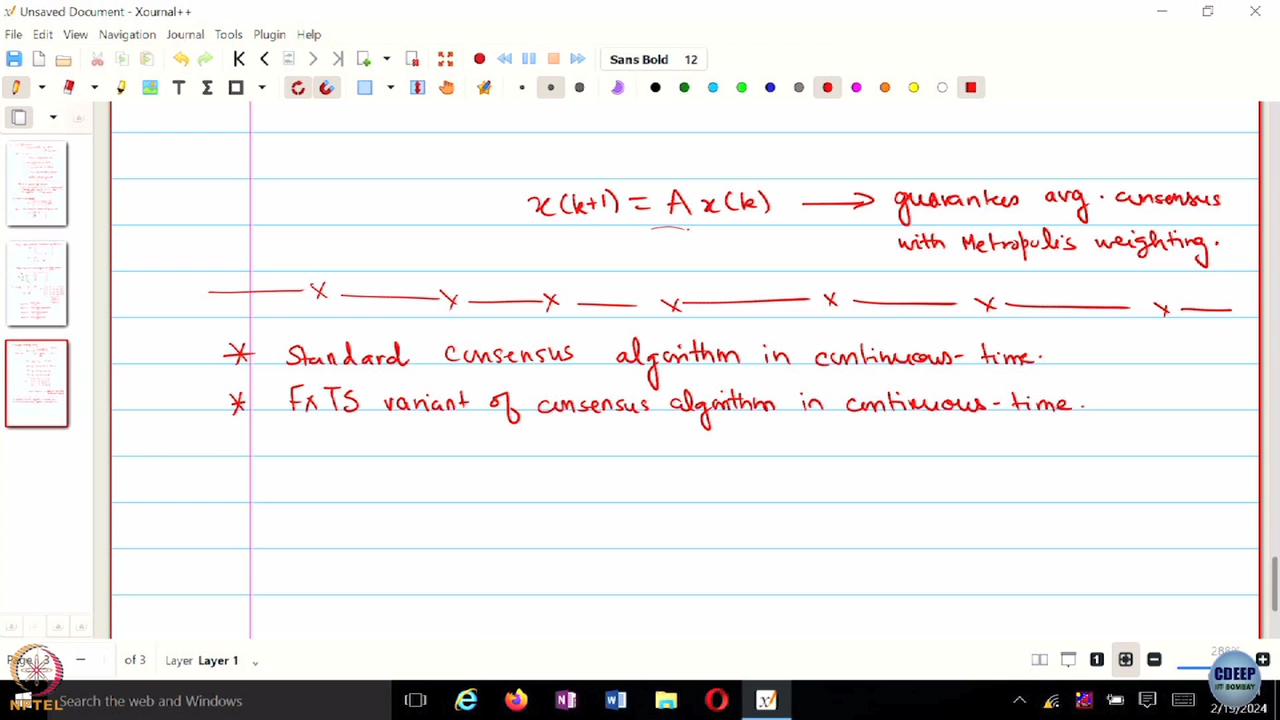 Unsaved Document - Xournal++
File Edit View Navigation Journal Tools Plugin Help
Sans Bold 12
x(k+1) = A x(k) ⟶ guarantees avg. consensus
with Metropolis weighting.
* Standard consensus algorithm in continuous-time.
* FxTS variant of consensus algorithm in continuous-time.
of 3 Layer Layer 1
288%
NPTEL
Search the web and Windows
CDEEP
IIT BOMBAY
2/19/2024